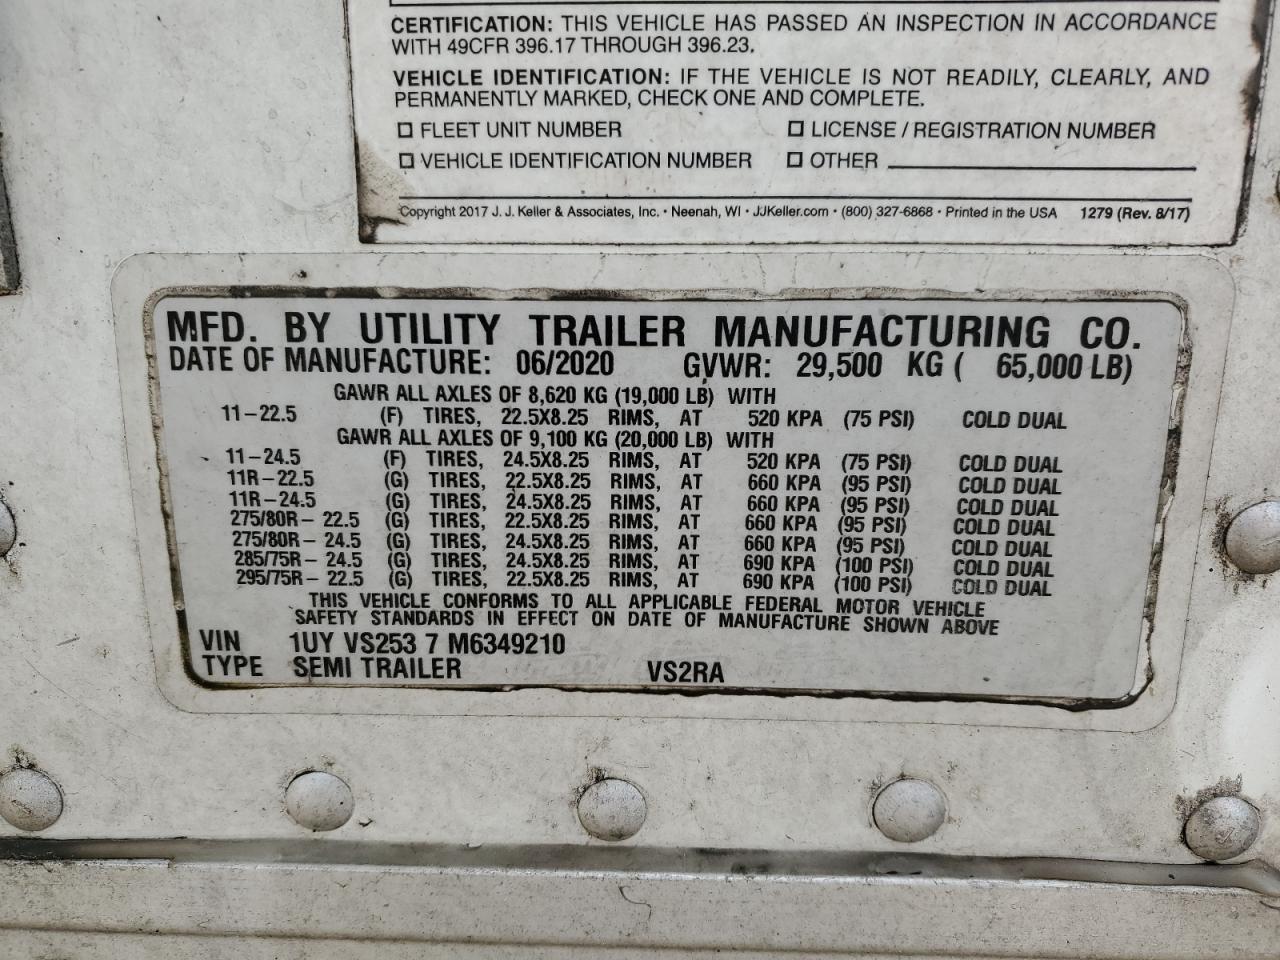 CERTIFICATION: THIS VEHICLE HAS PASSED AN INSPECTION IN ACCORDANCE
WITH 49CFR 396.17 THROUGH 396.23.
VEHICLE IDENTIFICATION: IF THE VEHICLE IS NOT READILY, CLEARLY, AND
PERMANENTLY MARKED, CHECK ONE AND COMPLETE.
☐ FLEET UNIT NUMBER ☐ LICENSE / REGISTRATION NUMBER
☐ VEHICLE IDENTIFICATION NUMBER ☐ OTHER
Copyright 2017 J. J. Keller & Associates, Inc. • Neenah, WI • JJKeller.com • (800) 327-6868 • Printed in the USA 1279 (Rev. 8/17)
MFD. BY UTILITY TRAILER MANUFACTURING CO.
DATE OF MANUFACTURE: 06/2020 GVWR: 29,500 KG ( 65,000 LB)
GAWR ALL AXLES OF 8,620 KG (19,000 LB) WITH
11-22.5 (F) TIRES, 22.5X8.25 RIMS, AT 520 KPA (75 PSI) COLD DUAL
GAWR ALL AXLES OF 9,100 KG (20,000 LB) WITH
11-24.5 (F) TIRES, 24.5X8.25 RIMS, AT 520 KPA (75 PSI) COLD DUAL
11R-22.5 (G) TIRES, 22.5X8.25 RIMS, AT 660 KPA (95 PSI) COLD DUAL
11R-24.5 (G) TIRES, 24.5X8.25 RIMS, AT 660 KPA (95 PSI) COLD DUAL
275/80R- 22.5 (G) TIRES, 22.5X8.25 RIMS, AT 660 KPA (95 PSI) COLD DUAL
275/80R- 24.5 (G) TIRES, 24.5X8.25 RIMS, AT 660 KPA (95 PSI) COLD DUAL
285/75R- 24.5 (G) TIRES, 24.5X8.25 RIMS, AT 690 KPA (100 PSI) COLD DUAL
295/75R- 22.5 (G) TIRES, 22.5X8.25 RIMS, AT 690 KPA (100 PSI) COLD DUAL
THIS VEHICLE CONFORMS TO ALL APPLICABLE FEDERAL MOTOR VEHICLE
SAFETY STANDARDS IN EFFECT ON DATE OF MANUFACTURE SHOWN ABOVE
VIN 1UY VS253 7 M6349210
TYPE SEMI TRAILER VS2RA